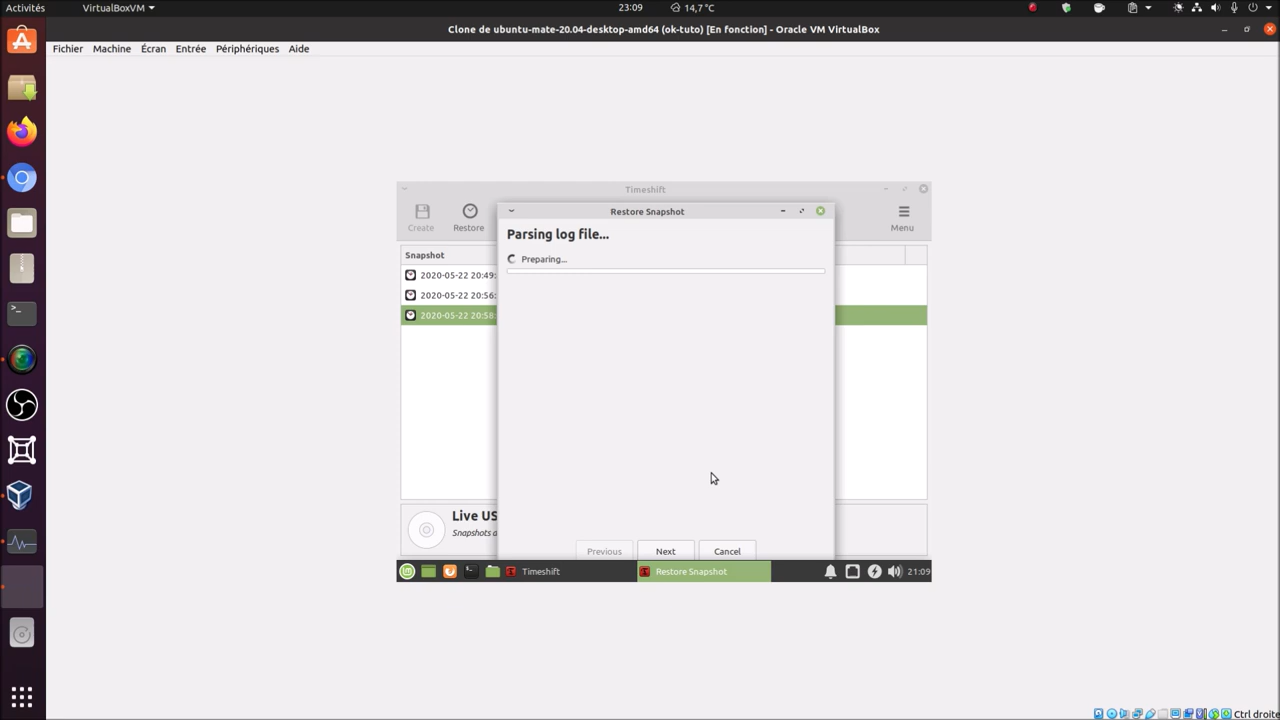 Activités
VirtualBoxVM
23:09
14,7 °C
Clone de ubuntu-mate-20.04-desktop-amd64 (ok-tuto) [En fonction] - Oracle VM VirtualBox
Fichier
Machine
Écran
Entrée
Périphériques
Aide
Timeshift
Create
Restore
Menu
Restore Snapshot
Parsing log file...
Preparing...
Snapshot
2020-05-22 20:49:
2020-05-22 20:56:
2020-05-22 20:58:
Live US
Snapshots
Previous
Next
Cancel
Timeshift
Restore Snapshot
21:09
Ctrl droite